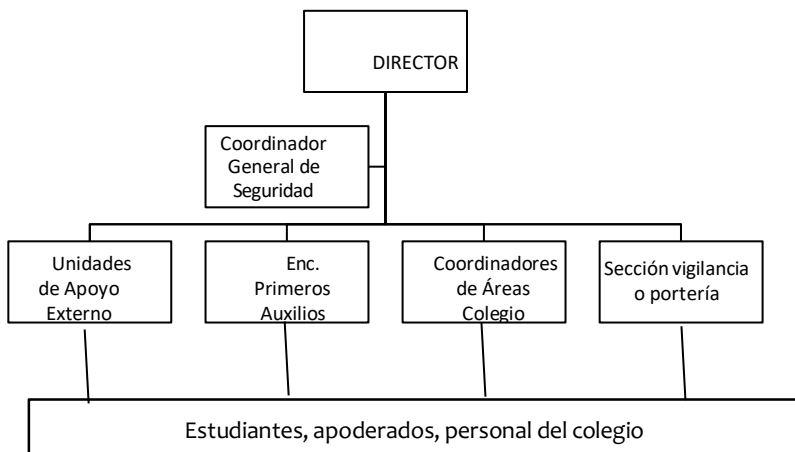 DIRECTOR
Coordinador
General de
Seguridad
Unidades
de Apoyo
Externo
Enc.
Primeros
Auxilios
Coordinadores
de Áreas
Colegio
Sección vigilancia
o portería
Estudiantes, apoderados, personal del colegio